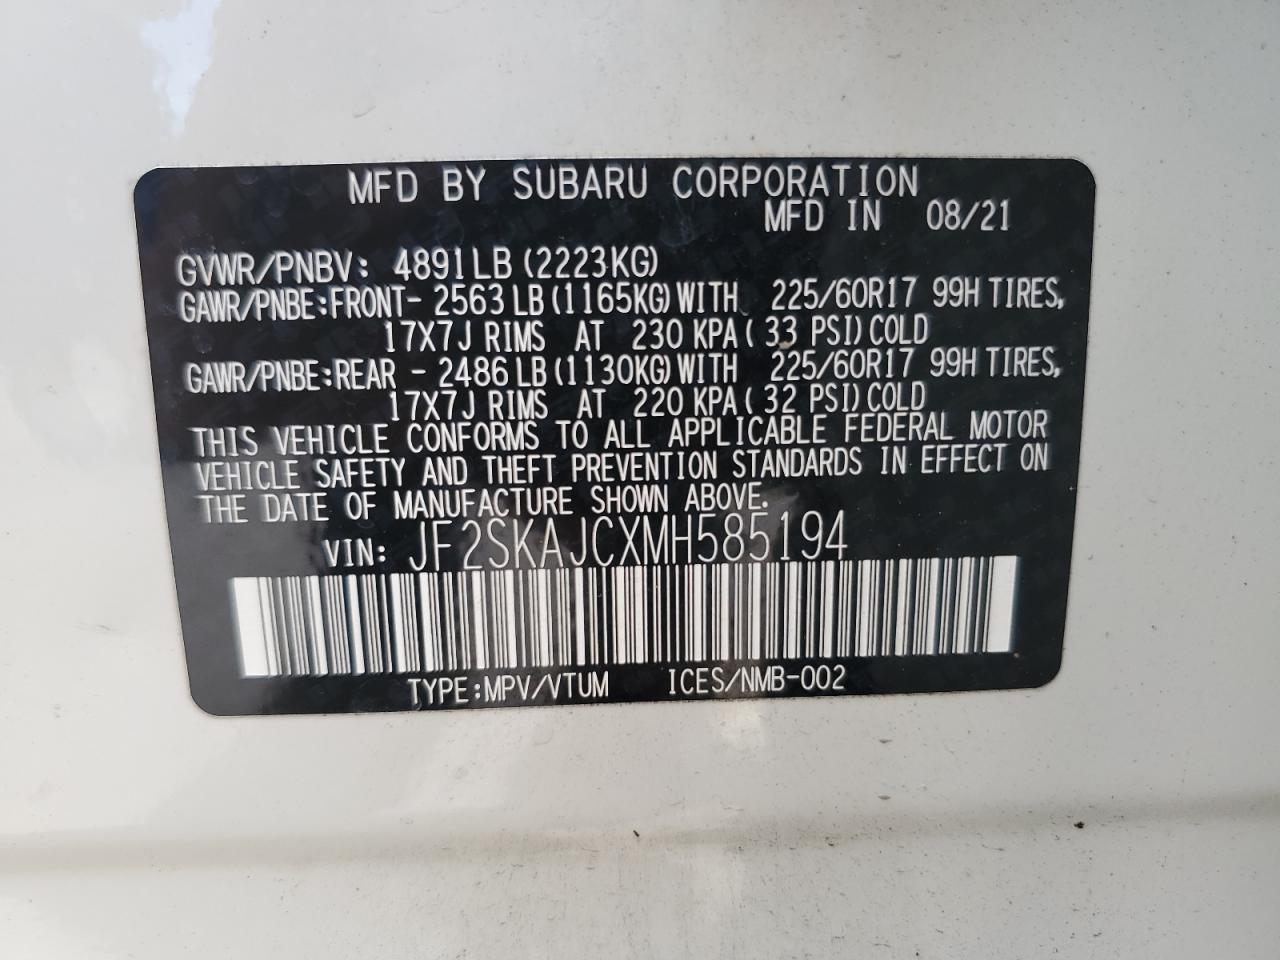 MFD BY SUBARU CORPORATION
MFD IN 08/21
GVWR/PNBV: 4891LB (2223KG)
GAWR/PNBE:FRONT- 2563 LB (1165KG) WITH 225/60R17 99H TIRES,
17X7J RIMS AT 230 KPA (33 PSI) COLD
GAWR/PNBE:REAR - 2486 LB (1130KG) WITH 225/60R17 99H TIRES,
17X7J RIMS AT 220 KPA (32 PSI) COLD
THIS VEHICLE CONFORMS TO ALL APPLICABLE FEDERAL MOTOR
VEHICLE SAFETY AND THEFT PREVENTION STANDARDS IN EFFECT ON
THE DATE OF MANUFACTURE SHOWN ABOVE.
VIN: JF2SKAJCXMH585194
TYPE:MPV/VTUM ICES/NMB-002